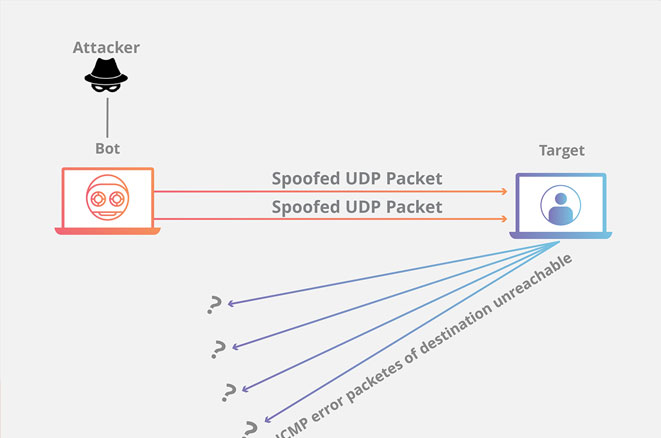 Attacker
Bot
Target
Spoofed UDP Packet
Spoofed UDP Packet
?
?
?
?
ICMP error packetes of destination unreachable